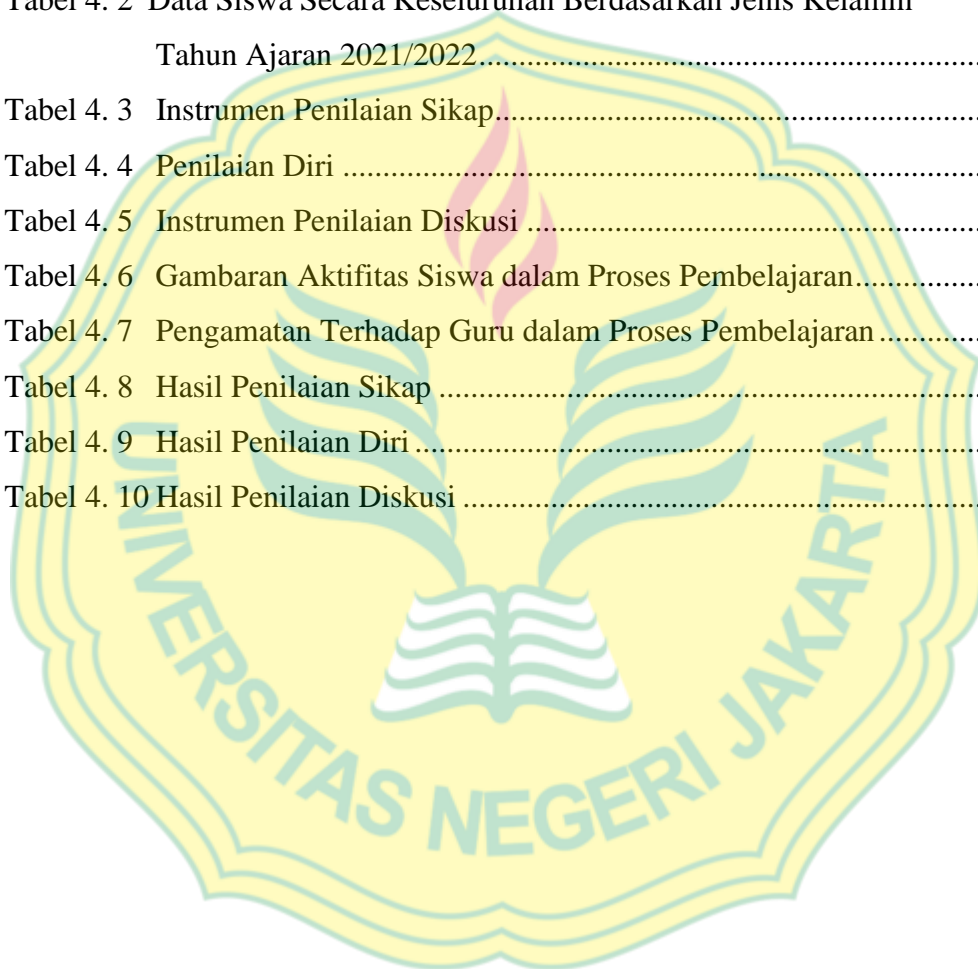 Tabel 4. 2 Data Siswa Secara Keseluruhan Berdasarkan Jenis Kelamin
Tahun Ajaran 2021/2022
Tabel 4. 3 Instrumen Penilaian Sikap
Tabel 4. 4 Penilaian Diri
Tabel 4. 5 Instrumen Penilaian Diskusi
Tabel 4. 6 Gambaran Aktifitas Siswa dalam Proses Pembelajaran
Tabel 4. 7 Pengamatan Terhadap Guru dalam Proses Pembelajaran
Tabel 4. 8 Hasil Penilaian Sikap
Tabel 4. 9 Hasil Penilaian Diri
Tabel 4. 10 Hasil Penilaian Diskusi
UNIVERSITAS NEGERI JAKARTA